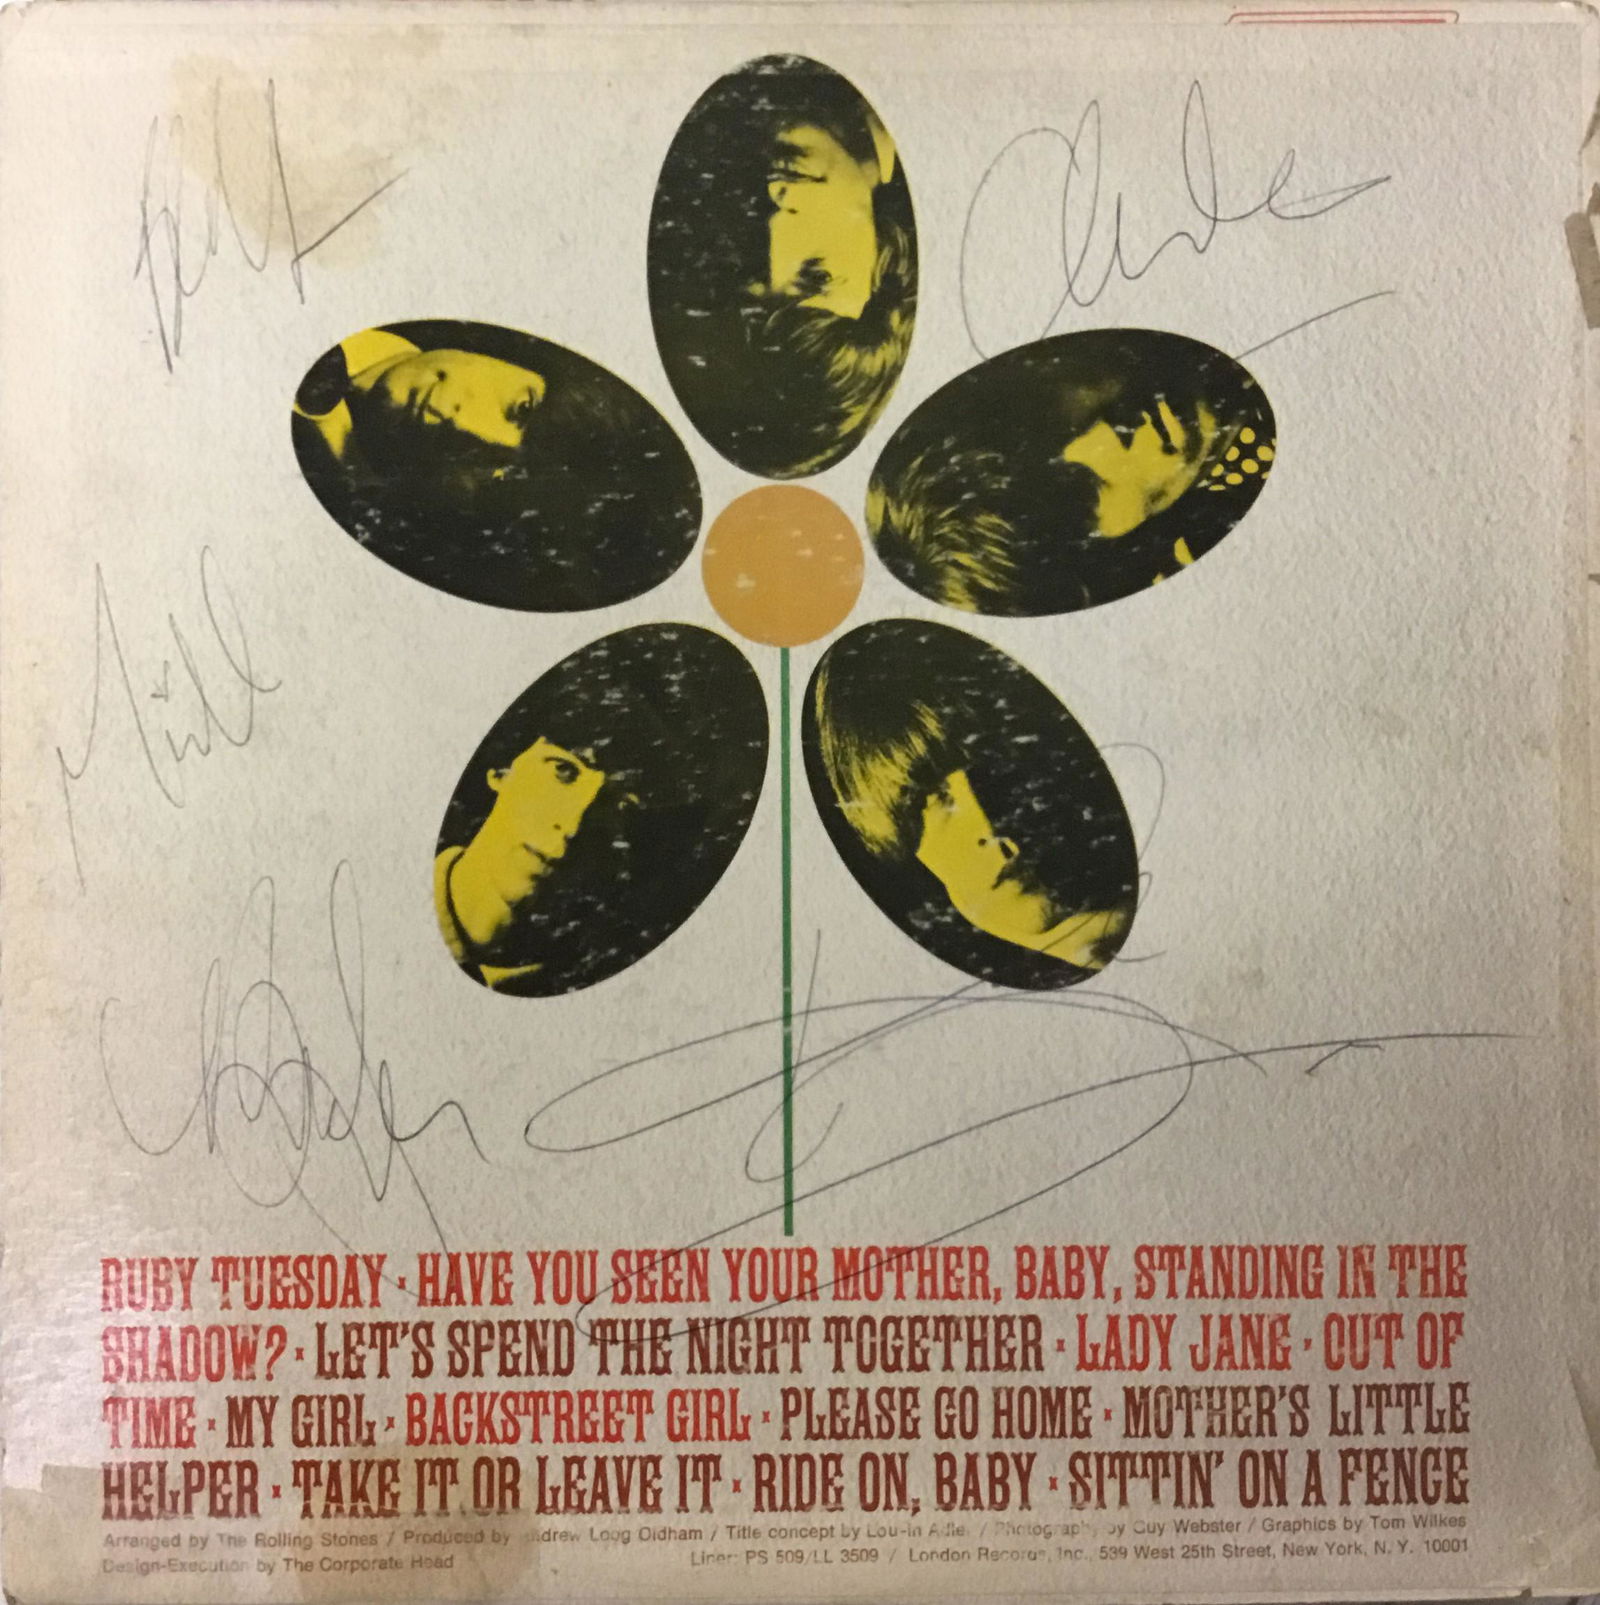 RUBY TUESDAY · HAVE YOU SEEN YOUR MOTHER, BABY, STANDING IN THE
SHADOW? · LET'S SPEND THE NIGHT TOGETHER · LADY JANE · OUT OF
TIME · MY GIRL · BACKSTREET GIRL · PLEASE GO HOME · MOTHER'S LITTLE
HELPER · TAKE IT OR LEAVE IT · RIDE ON, BABY · SITTIN' ON A FENCE
Arranged by The Rolling Stones / Produced by Andrew Loog Oldham / Title concept by Lou-in Adler / Photography by Guy Webster / Graphics by Tom Wilkes
Design-Execution by The Corporate Head
Liner: PS 509/LL 3509 / London Records, Inc., 539 West 25th Street, New York, N. Y. 10001